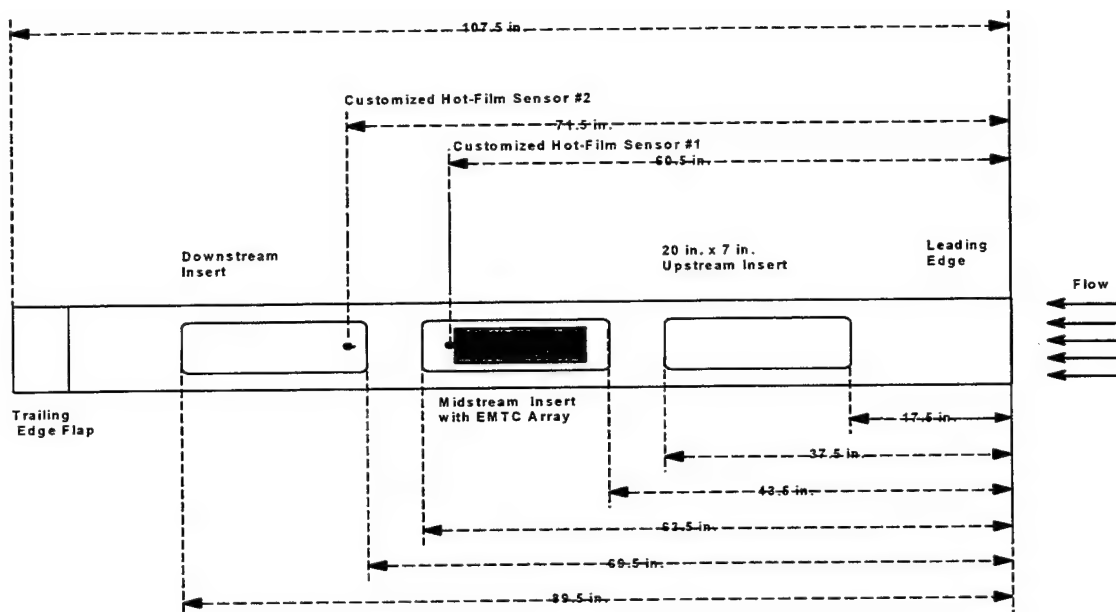 107.5 in.
Customized Hot-Film Sensor #2
71.5 in.
Customized Hot-Film Sensor #1
60.5 in.
Downstream
Insert
20 in. x 7 in.
Upstream Insert
Leading
Edge
Flow
Trailing
Edge Flap
Midstream Insert
with EMTC Array
17.5 in.
37.5 in.
43.5 in.
63.5 in.
69.5 in.
89.5 in.